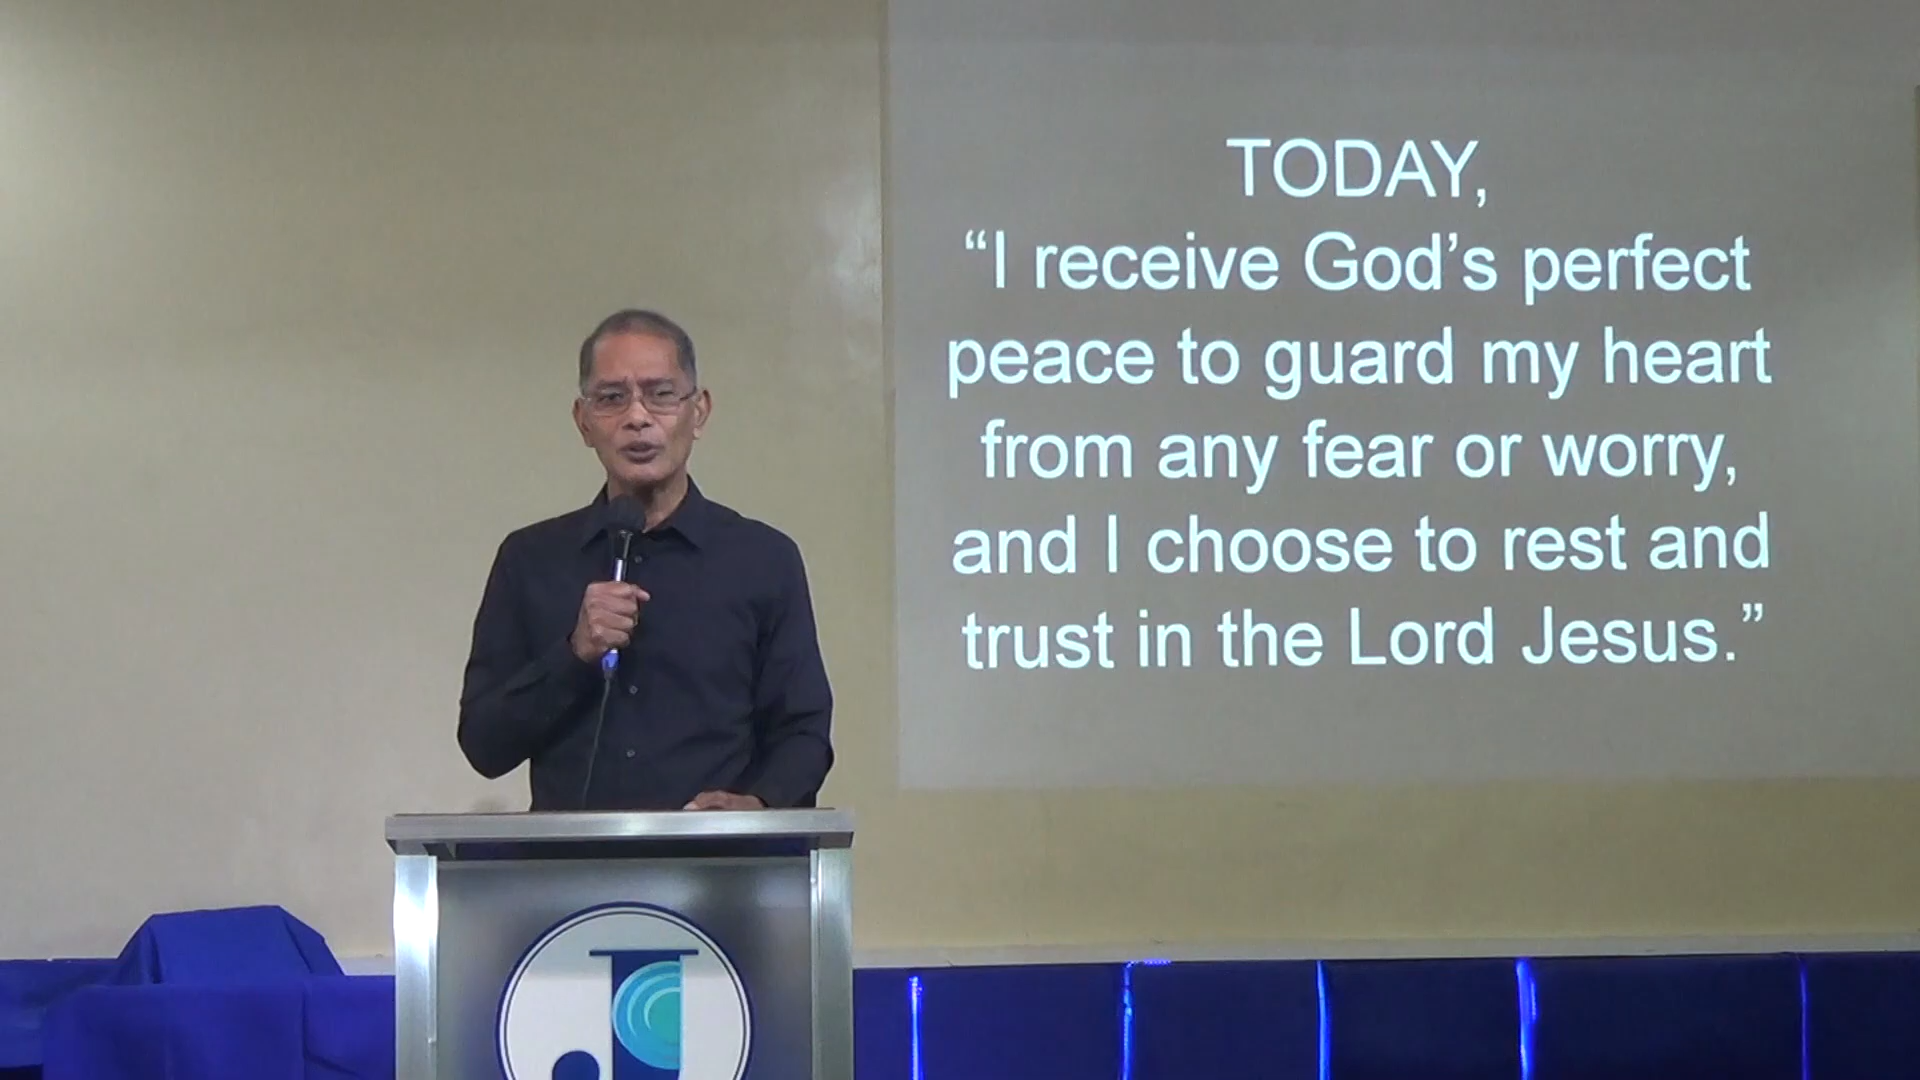 TODAY,
“I receive God’s perfect
peace to guard my heart
from any fear or worry,
and I choose to rest and
trust in the Lord Jesus.”
J